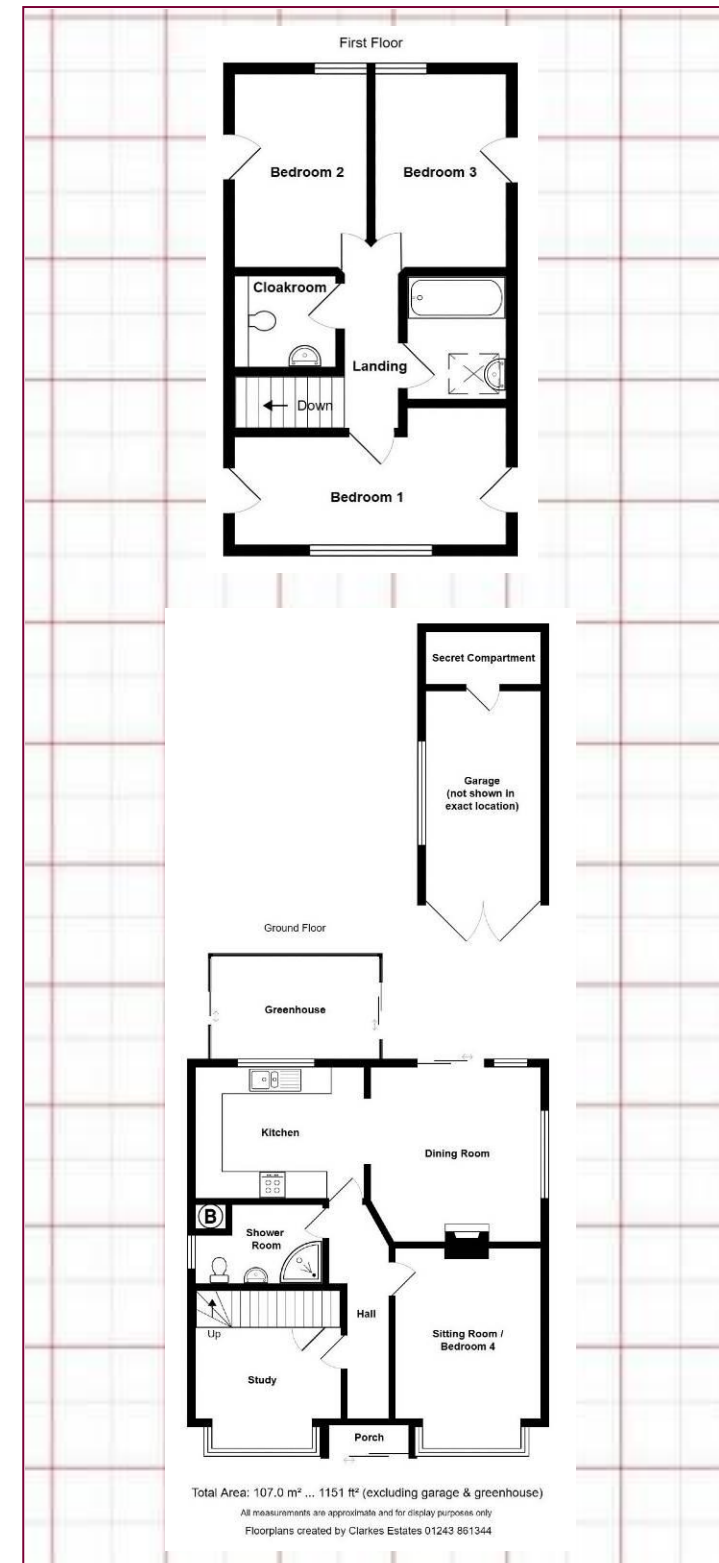 First Floor
Bedroom 2
Bedroom 3
Cloakroom
Landing
Down
Bedroom 1
Secret Compartment
Garage
(not shown in
exact location)
Ground Floor
Greenhouse
Kitchen
Dining Room
B
Shower
Room
Hall
Up
Sitting Room /
Bedroom 4
Study
Porch
Total Area: 107.0 m² ... 1151 ft² (excluding garage & greenhouse)
All measurements are approximate and for display purposes only
Floorplans created by Clarkes Estates 01243 861344